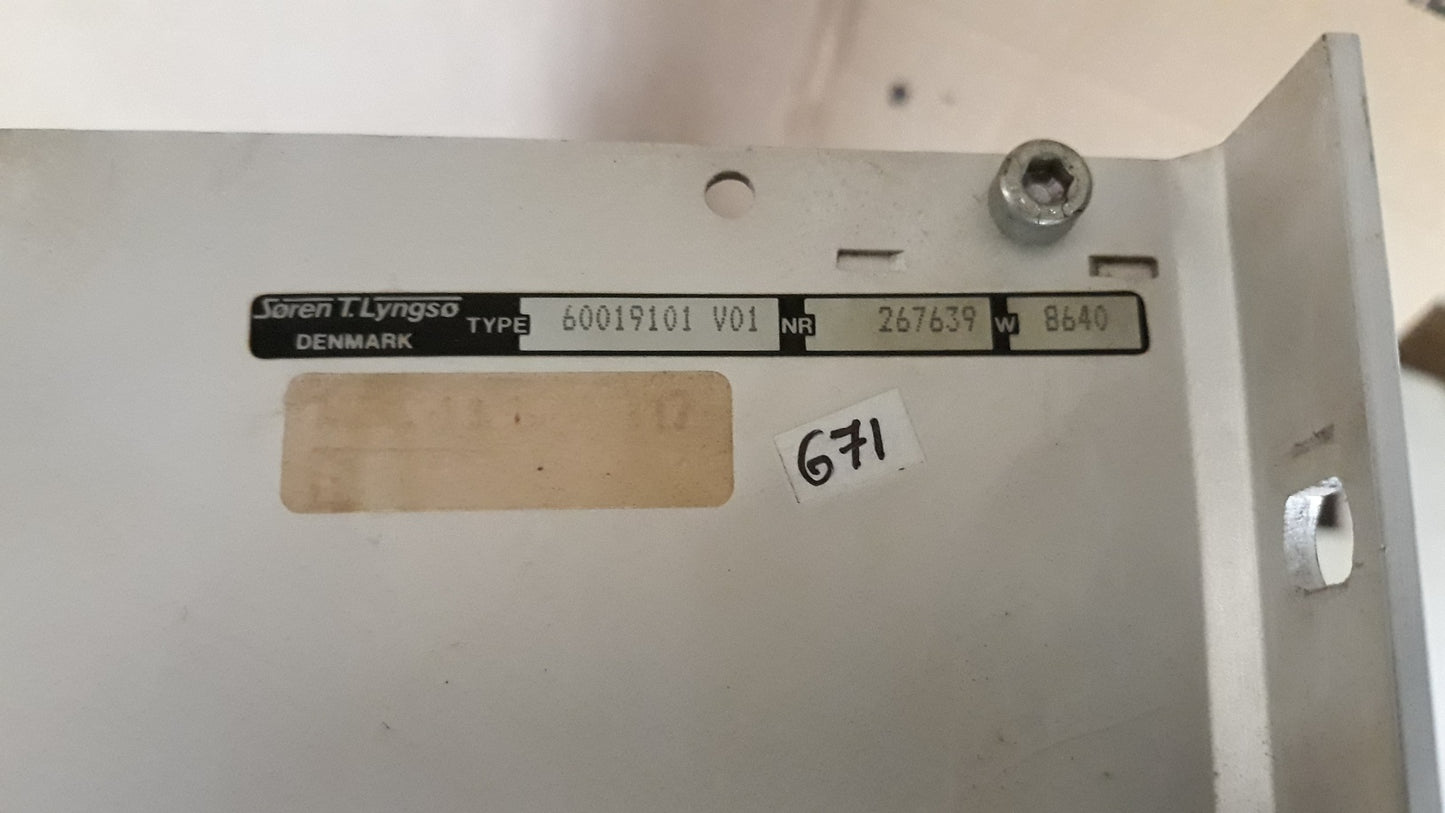 Søren T. Lyngsø TYPE 60019101 V01 NR 267639 W 8640
DENMARK
671